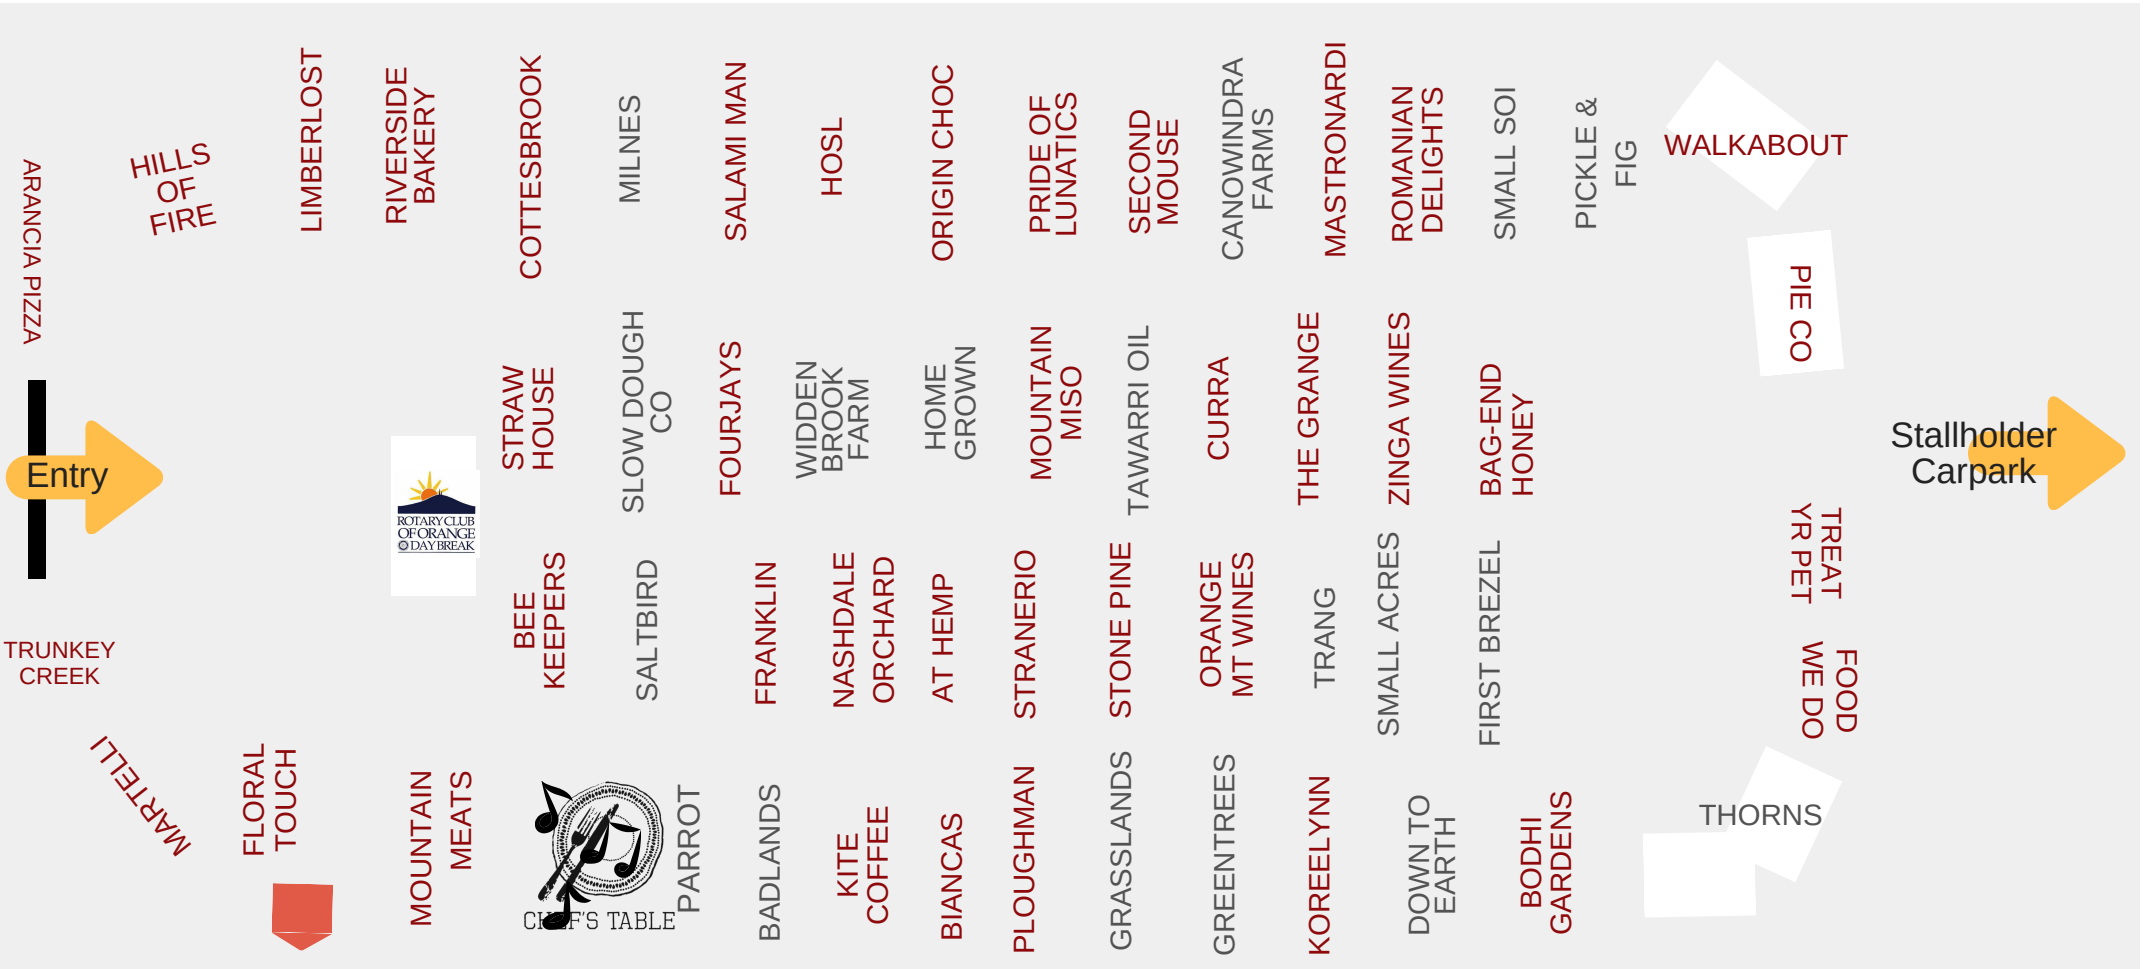 ARANCIA PIZZA
HILLS
OF
FIRE
LIMBERLOST
RIVERSIDE
BAKERY
COTTESBROOK
MILNES
SALAMI MAN
HOSL
ORIGIN CHOC
PRIDE OF
LUNATICS
SECOND
MOUSE
CANOWINDRA
FARMS
MASTRONARDI
ROMANIAN
DELIGHTS
SMALL SOI
PICKLE &
FIG
WALKABOUT
PIE CO
Entry
ROTARY CLUB
OF ORANGE
DAYBREAK
STRAW
HOUSE
SLOW DOUGH
CO
FOURJAYS
WIDDEN
BROOK
FARM
HOME
GROWN
MOUNTAIN
MISO
TAWARRI OIL
CURRA
THE GRANGE
ZINGA WINES
BAG-END
HONEY
Stallholder
Carpark
TRUNKEY
CREEK
BEE
KEEPERS
SALTBIRD
FRANKLIN
NASHDALE
ORCHARD
AT HEMP
STRANERIO
STONE PINE
ORANGE
MT WINES
TRANG
SMALL ACRES
FIRST BREZEL
TREAT
YR PET
FOOD
WE DO
MARTELLI
FLORAL
TOUCH
MOUNTAIN
MEATS
CHEF'S TABLE
PARROT
BADLANDS
KITE
COFFEE
BIANCAS
PLOUGHMAN
GRASSLANDS
GREENTREES
KOREELYNN
DOWN TO
EARTH
BODHI
GARDENS
THORNS